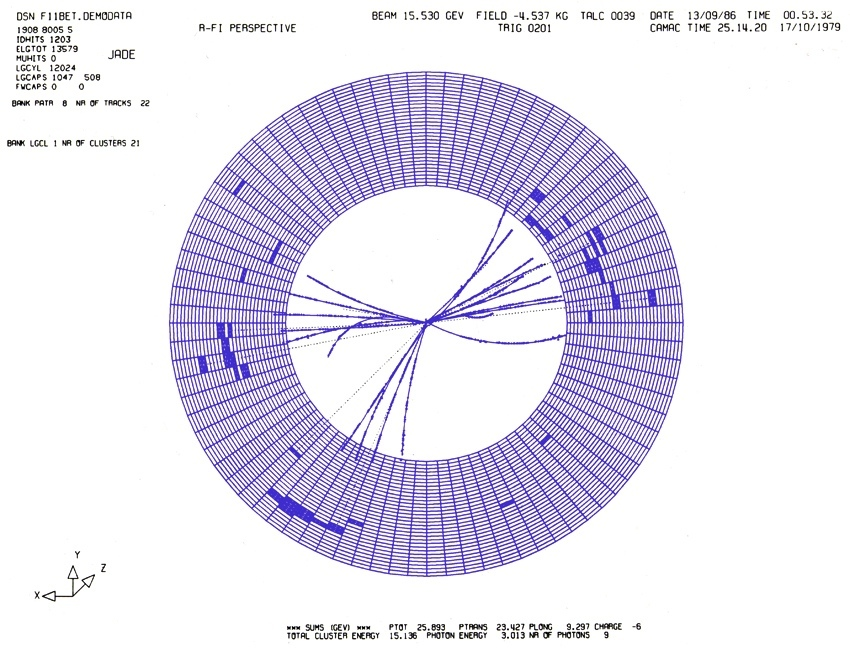 DSN F11BET.DEMODATA
BEAM 15.530 GEV FIELD -4.537 KG TALC 0039 DATE 13/09/86 TIME 00.53.32
R-FI PERSPECTIVE
TRIG 0201
CAMAC TIME 25.14.20 17/10/1979
1908 8005 5
IDHITS 1203
ELGTOT 13579
MUHITS 0
JADE
LGCYL 12024
LGCAPS 1047 508
FWCAPS 0 0
BANK PATR 8 NR OF TRACKS 22
BANK LGCL 1 NR OF CLUSTERS 21
Y
Z
X
*** SUMS (GEV) *** PTOT 25.893 PTRANS 23.427 PLONG 9.297 CHARGE -6
TOTAL CLUSTER ENERGY 15.136 PHOTON ENERGY 3.013 NR OF PHOTONS 9